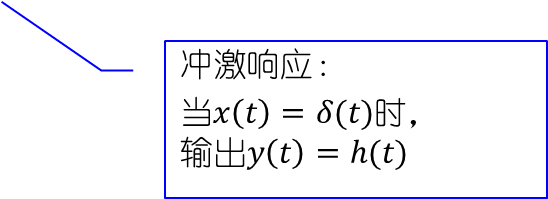 冲激响应：
当x(t) = δ(t)时，
输出y(t) = h(t)